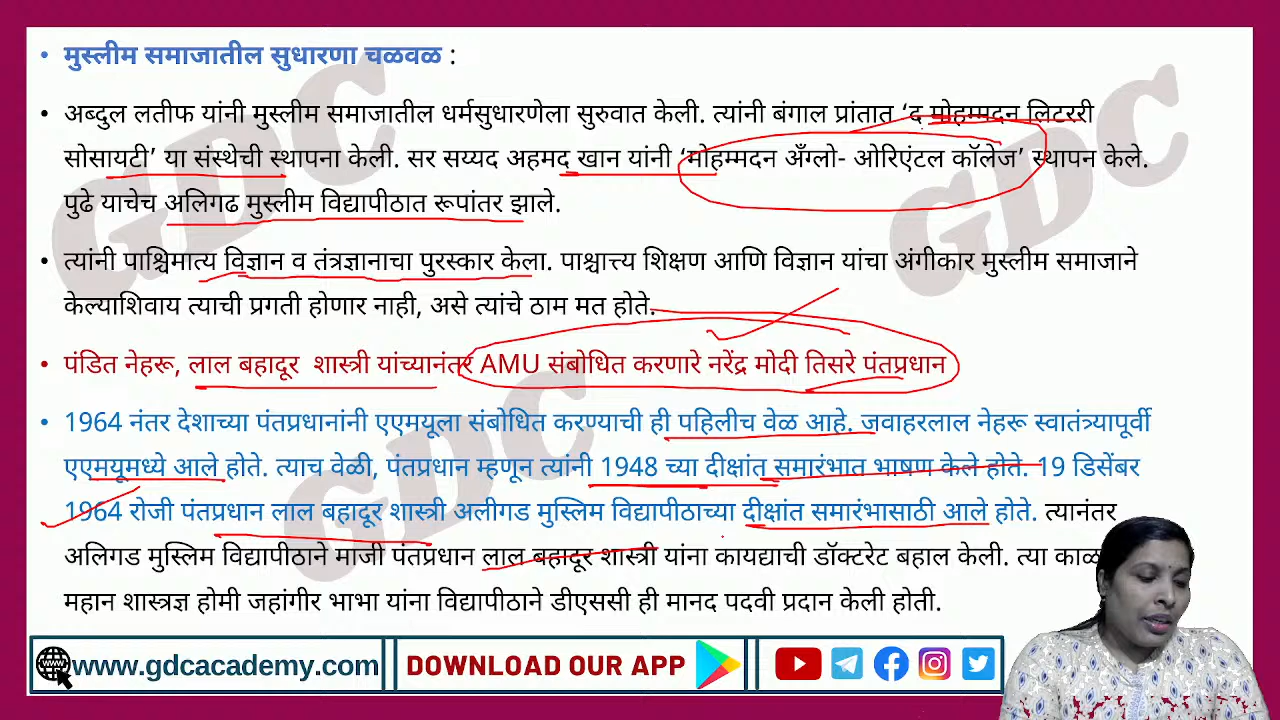 • मुस्लीम समाजातील सुधारणा चळवळ :
• अब्दुल लतीफ यांनी मुस्लीम समाजातील धर्मसुधारणेला सुरुवात केली. त्यांनी बंगाल प्रांतात ‘द मोहम्मदन लिटररी
सोसायटी’ या संस्थेची स्थापना केली. सर सय्यद अहमद खान यांनी ‘मोहम्मदन अँग्लो- ओरिएंटल कॉलेज’ स्थापन केले.
पुढे याचेच अलिगढ मुस्लीम विद्यापीठात रूपांतर झाले.
• त्यांनी पाश्चिमात्य विज्ञान व तंत्रज्ञानाचा पुरस्कार केला. पाश्चात्त्य शिक्षण आणि विज्ञान यांचा अंगीकार मुस्लीम समाजाने
केल्याशिवाय त्याची प्रगती होणार नाही, असे त्यांचे ठाम मत होते.
• पंडित नेहरू, लाल बहादूर शास्त्री यांच्यानंतर AMU संबोधित करणारे नरेंद्र मोदी तिसरे पंतप्रधान
• 1964 नंतर देशाच्या पंतप्रधानांनी एएमयूला संबोधित करण्याची ही पहिलीच वेळ आहे. जवाहरलाल नेहरू स्वातंत्र्यापूर्वी
एएमयूमध्ये आले होते. त्याच वेळी, पंतप्रधान म्हणून त्यांनी 1948 च्या दीक्षांत समारंभात भाषण केले होते. 19 डिसेंबर
1964 रोजी पंतप्रधान लाल बहादूर शास्त्री अलीगड मुस्लिम विद्यापीठाच्या दीक्षांत समारंभासाठी आले होते. त्यानंतर
अलिगड मुस्लिम विद्यापीठाने माजी पंतप्रधान लाल बहादूर शास्त्री यांना कायद्याची डॉक्टरेट बहाल केली. त्या
महान शास्त्रज्ञ होमी जहांगीर भाभा यांना विद्यापीठाने डीएससी ही मानद पदवी प्रदान केली होती.
GDC
GDC
GDC
www.gdcacademy.com DOWNLOAD OUR APP